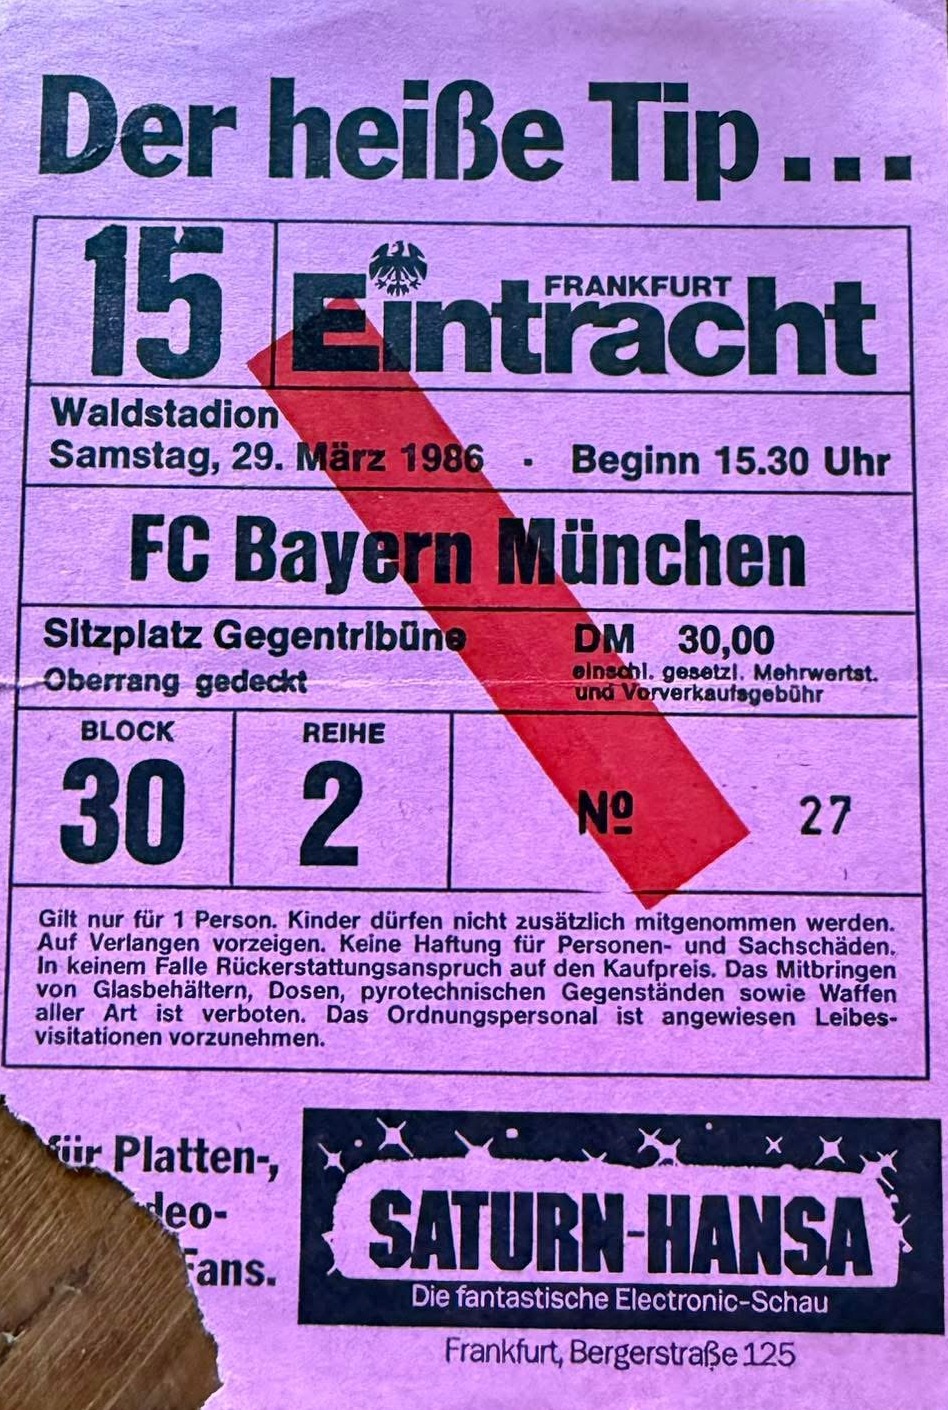 Der heiße Tip...
15
Eintracht
FRANKFURT
Waldstadion
Samstag, 29. März 1986 · Beginn 15.30 Uhr
FC Bayern München
Sitzplatz Gegentribüne
Oberrang gedeckt
DM 30,00
einschl. gesetzl. Mehrwertst.
und Vorverkaufsgebühr
BLOCK
30
REIHE
2
Nº 27
Gilt nur für 1 Person. Kinder dürfen nicht zusätzlich mitgenommen werden.
Auf Verlangen vorzeigen. Keine Haftung für Personen- und Sachschäden.
In keinem Falle Rückerstattungsanspruch auf den Kaufpreis. Das Mitbringen
von Glasbehältern, Dosen, pyrotechnischen Gegenständen sowie Waffen
aller Art ist verboten. Das Ordnungspersonal ist angewiesen Leibes-
visitationen vorzunehmen.
für Platten-,
deo-
Fans.
SATURN-HANSA
Die fantastische Electronic-Schau
Frankfurt, Bergerstraße 125